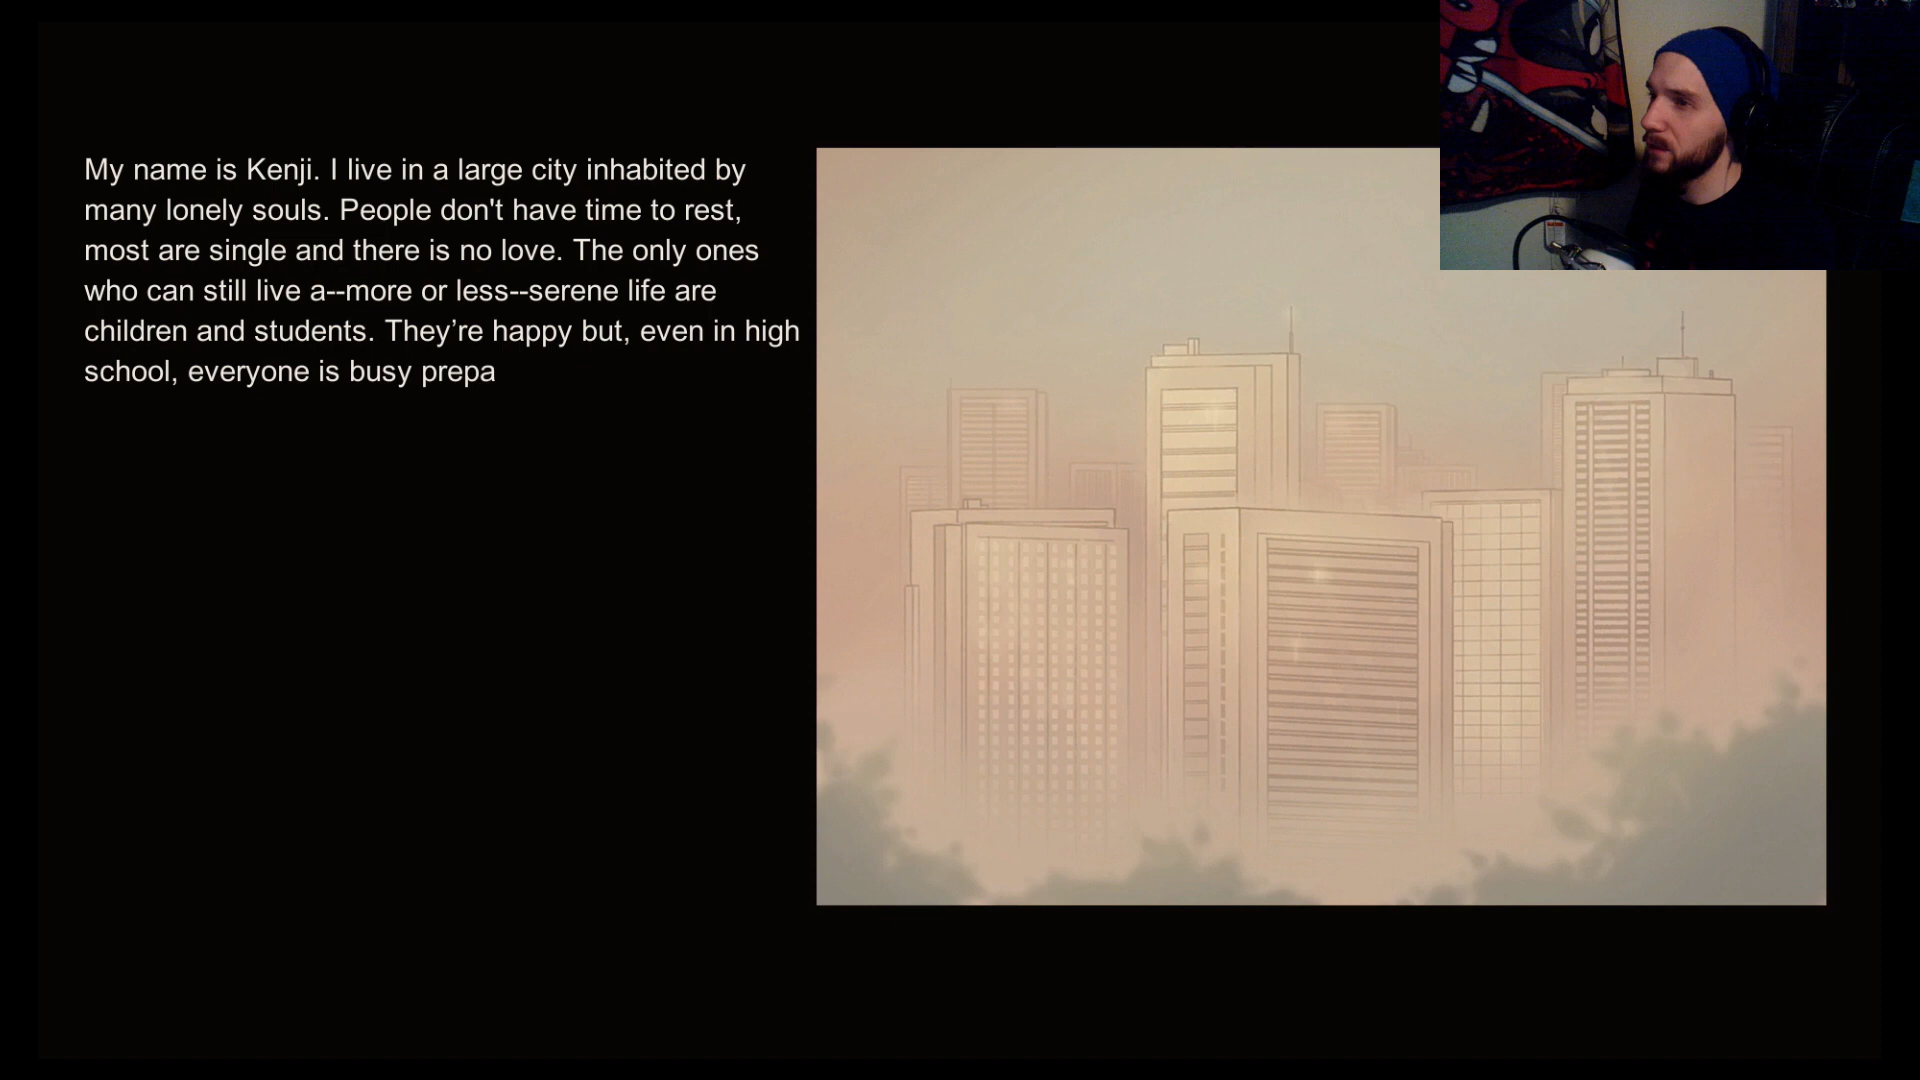 My name is Kenji. I live in a large city inhabited by
many lonely souls. People don't have time to rest,
most are single and there is no love. The only ones
who can still live a--more or less--serene life are
children and students. They’re happy but, even in high
school, everyone is busy prepa